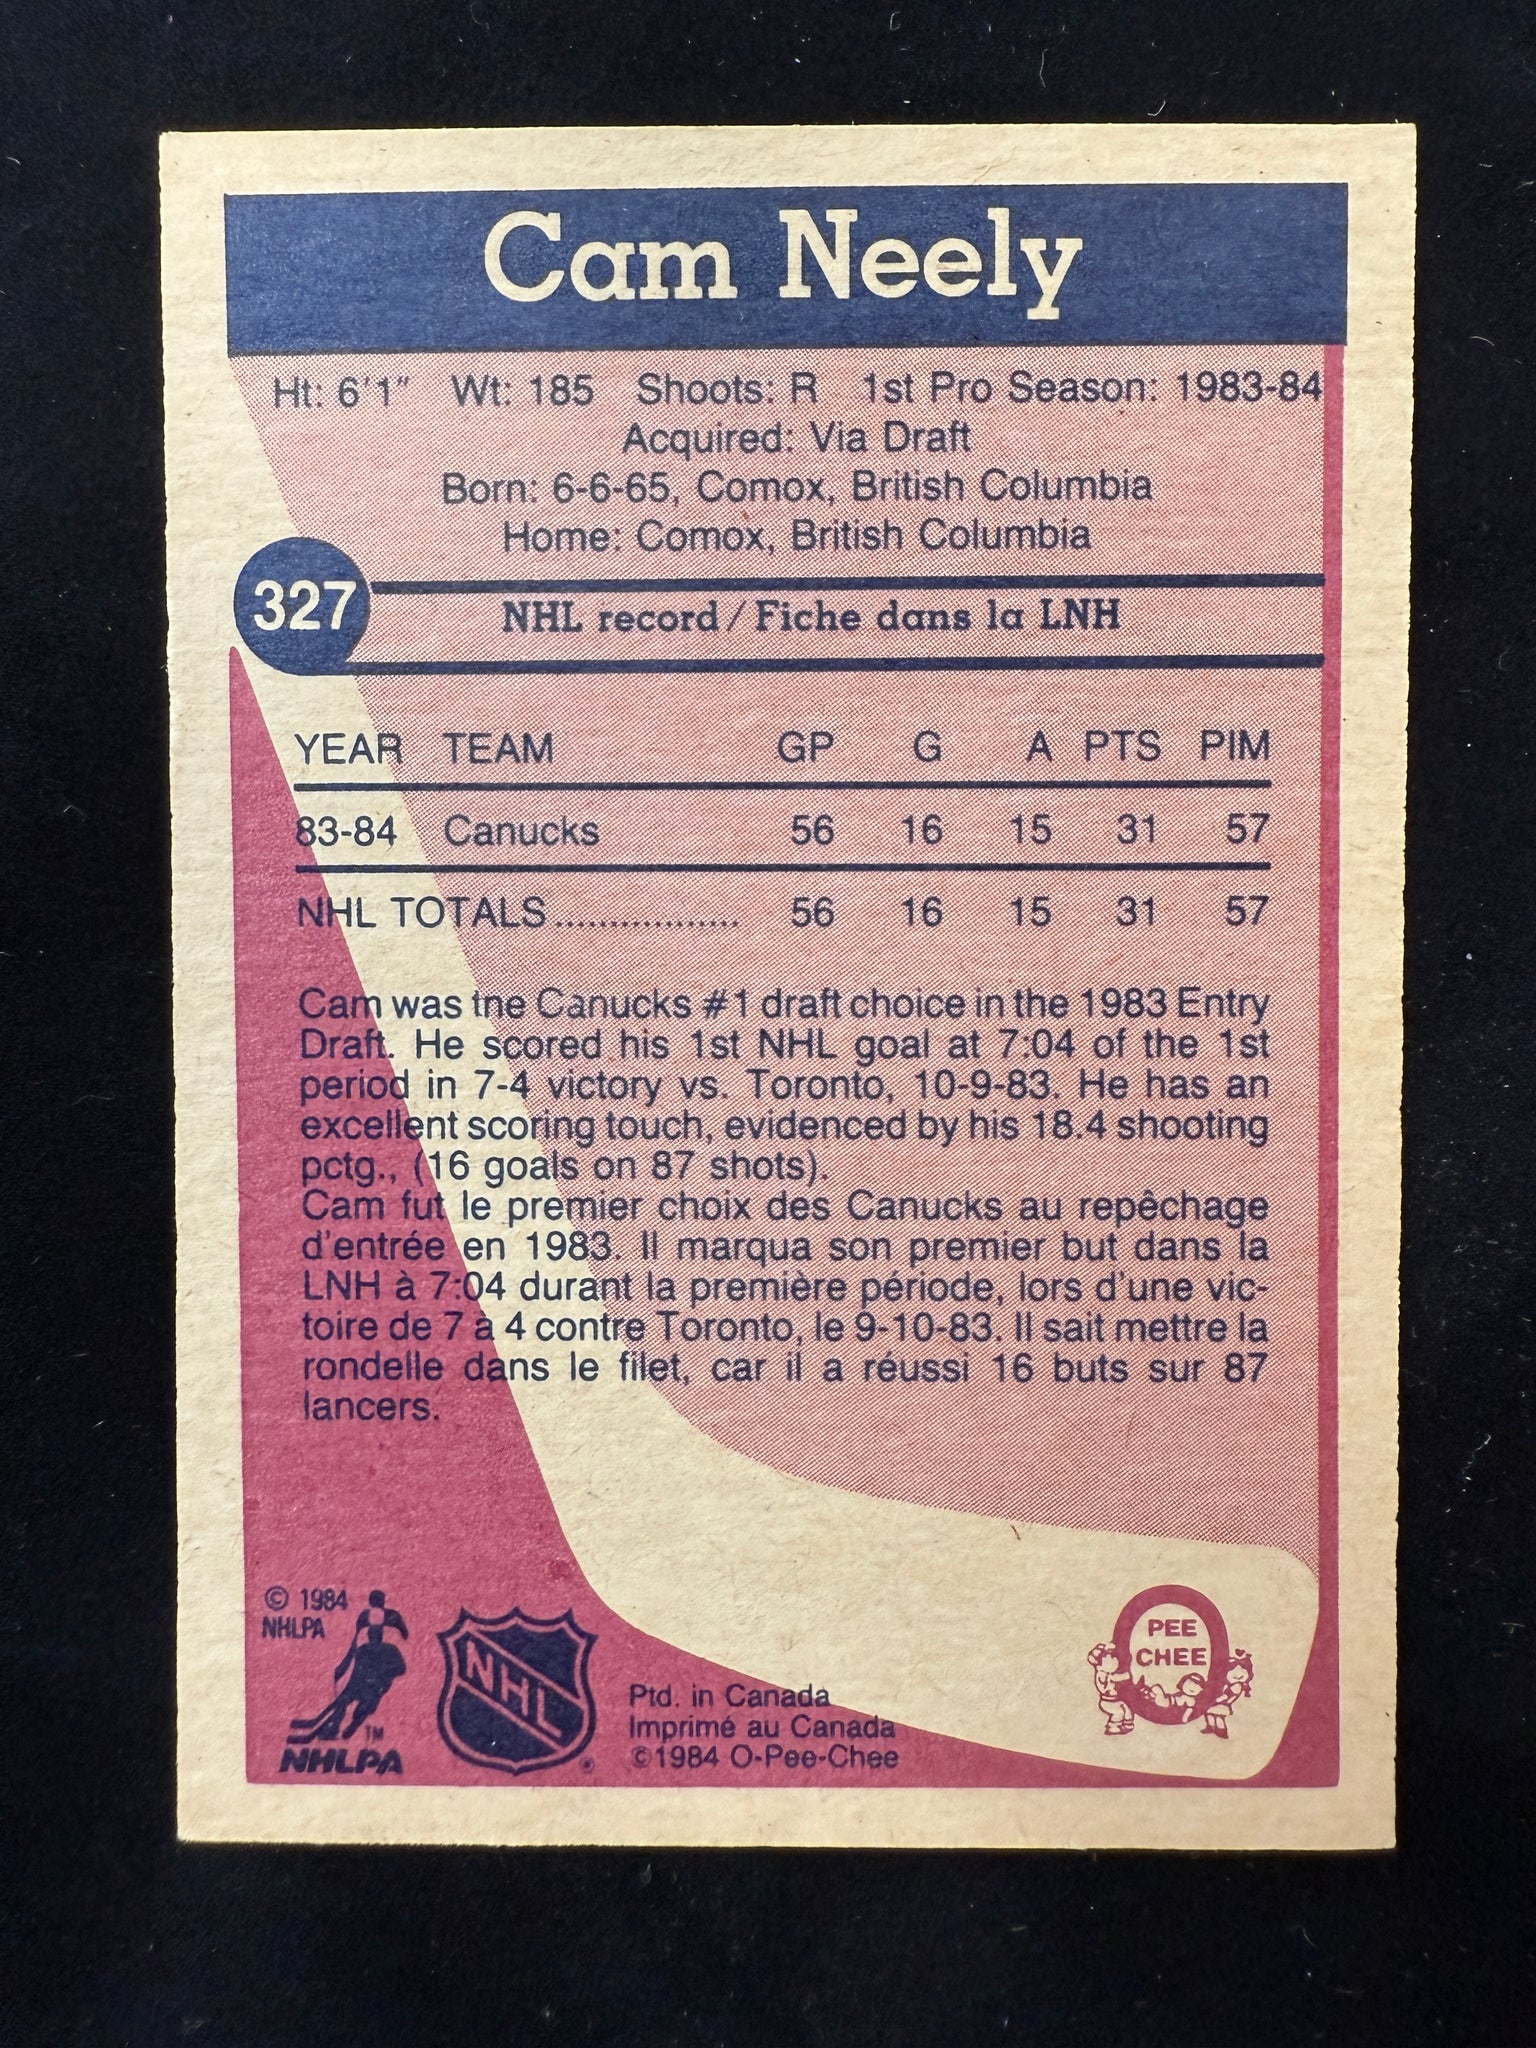 Cam Neely
Ht: 6'1" Wt: 185 Shoots: R 1st Pro Season: 1983-84
Acquired: Via Draft
Born: 6-6-65, Comox, British Columbia
Home: Comox, British Columbia
327
NHL record/Fiche dans la LNH
YEAR TEAM GP G A PTS PIM
83-84 Canucks 56 16 15 31 57
NHL TOTALS................. 56 16 15 31 57
Cam was the Canucks #1 draft choice in the 1983 Entry
Draft. He scored his 1st NHL goal at 7:04 of the 1st
period in 7-4 victory vs. Toronto, 10-9-83. He has an
excellent scoring touch, evidenced by his 18.4 shooting
pctg., (16 goals on 87 shots).
Cam fut le premier choix des Canucks au repêchage
d'entrée en 1983. Il marqua son premier but dans la
LNH à 7:04 durant la première période, lors d'une vic-
toire de 7 à 4 contre Toronto, le 9-10-83. Il sait mettre la
rondelle dans le filet, car il a réussi 16 buts sur 87
lancers.
© 1984
NHLPA
TM
NHLPA
NHL
Ptd. in Canada
Imprimé au Canada
©1984 O-Pee-Chee
O
PEE
CHEE